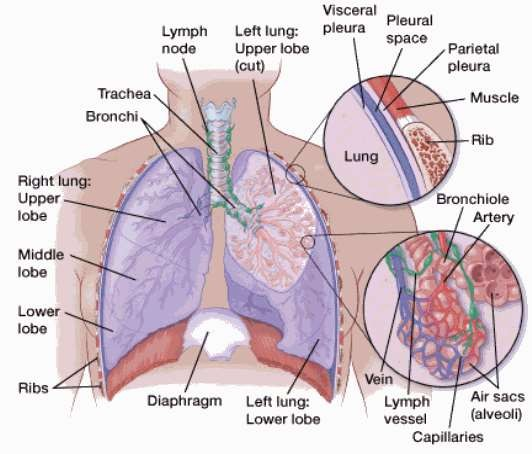 Lymph
node
Left lung:
Upper lobe
(cut)
Visceral
pleura
Pleural
space
Parietal
pleura
Muscle
Rib
Lung
Trachea
Bronchi
Right lung:
Upper
lobe
Middle
lobe
Lower
lobe
Ribs
Diaphragm
Left lung:
Lower lobe
Bronchiole
Artery
Vein
Lymph
vessel
Capillaries
Air sacs
(alveoli)